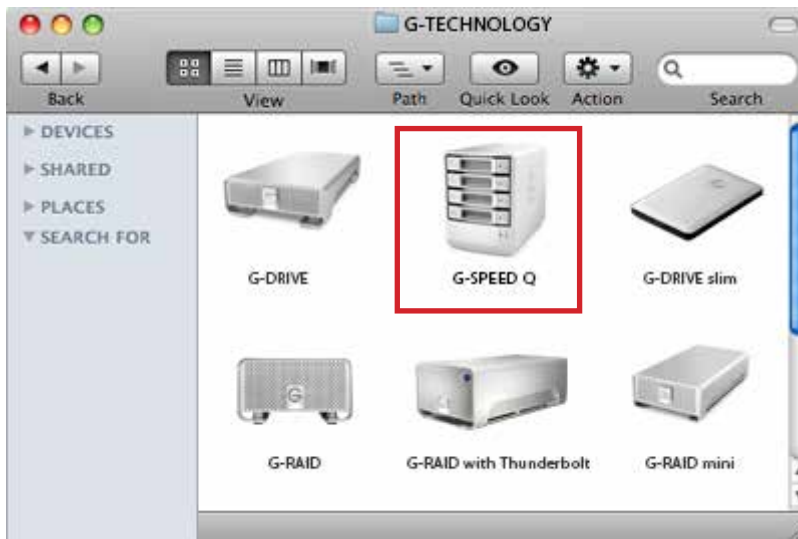 G-TECHNOLOGY
Back
View
Path
Quick Look
Action
Search
DEVICES
SHARED
PLACES
SEARCH FOR
G-DRIVE
G-SPEED Q
G-DRIVE slim
G-RAID
G-RAID with Thunderbolt
G-RAID mini